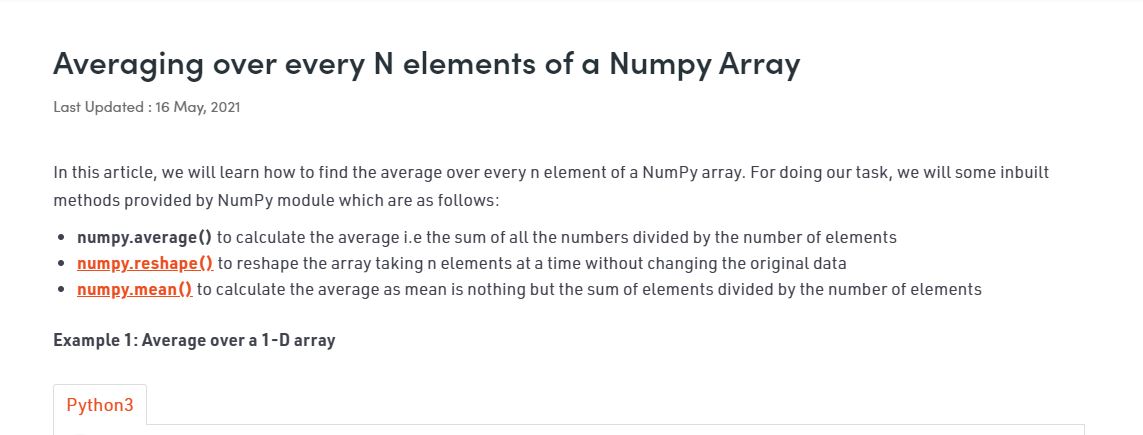 Averaging over every N elements of a Numpy Array
Last Updated : 16 May, 2021
In this article, we will learn how to find the average over every n element of a NumPy array. For doing our task, we will some inbuilt
methods provided by NumPy module which are as follows:
numpy.average() to calculate the average i.e the sum of all the numbers divided by the number of elements
numpy.reshape() to reshape the array taking n elements at a time without changing the original data
numpy.mean() to calculate the average as mean is nothing but the sum of elements divided by the number of elements
Example 1: Average over a 1-D array
Python3